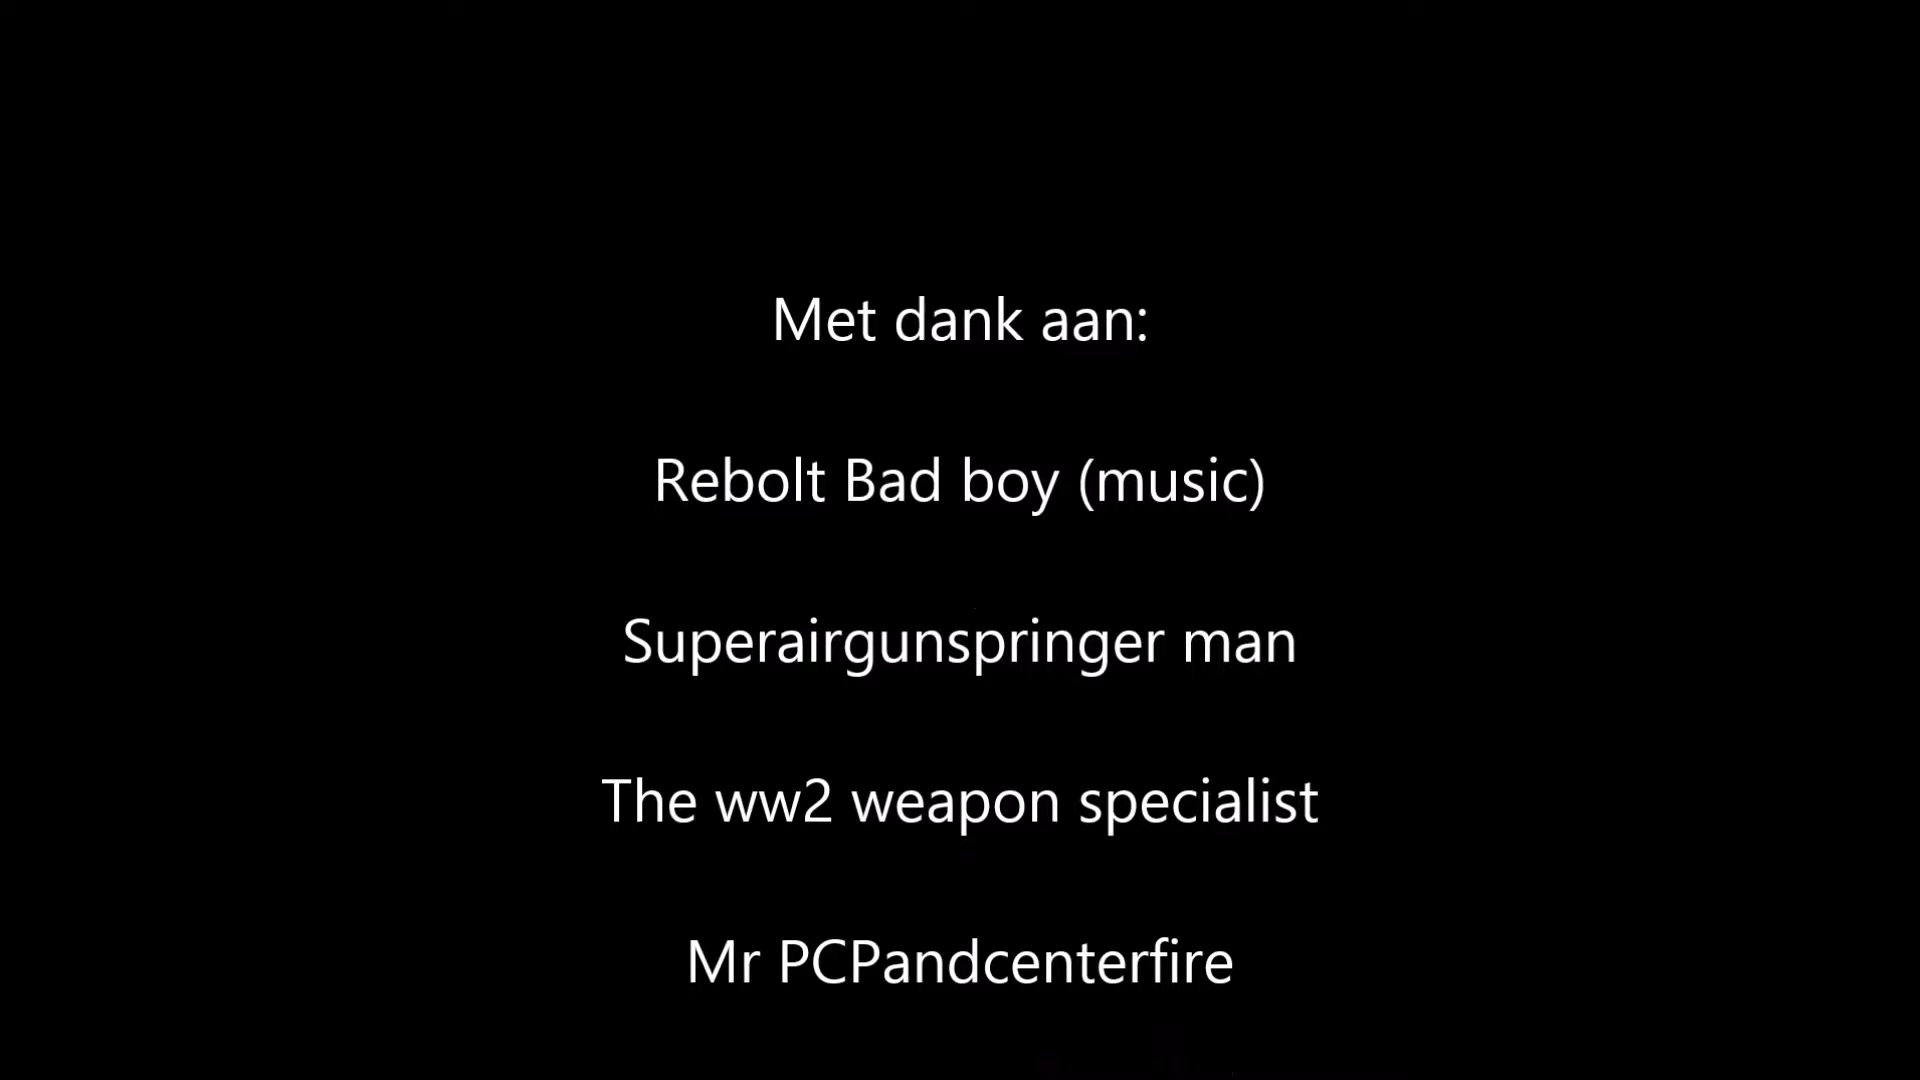 Met dank aan:
Rebolt Bad boy (music)
Superairgunspringer man
The ww2 weapon specialist
Mr PCPandcenterfire